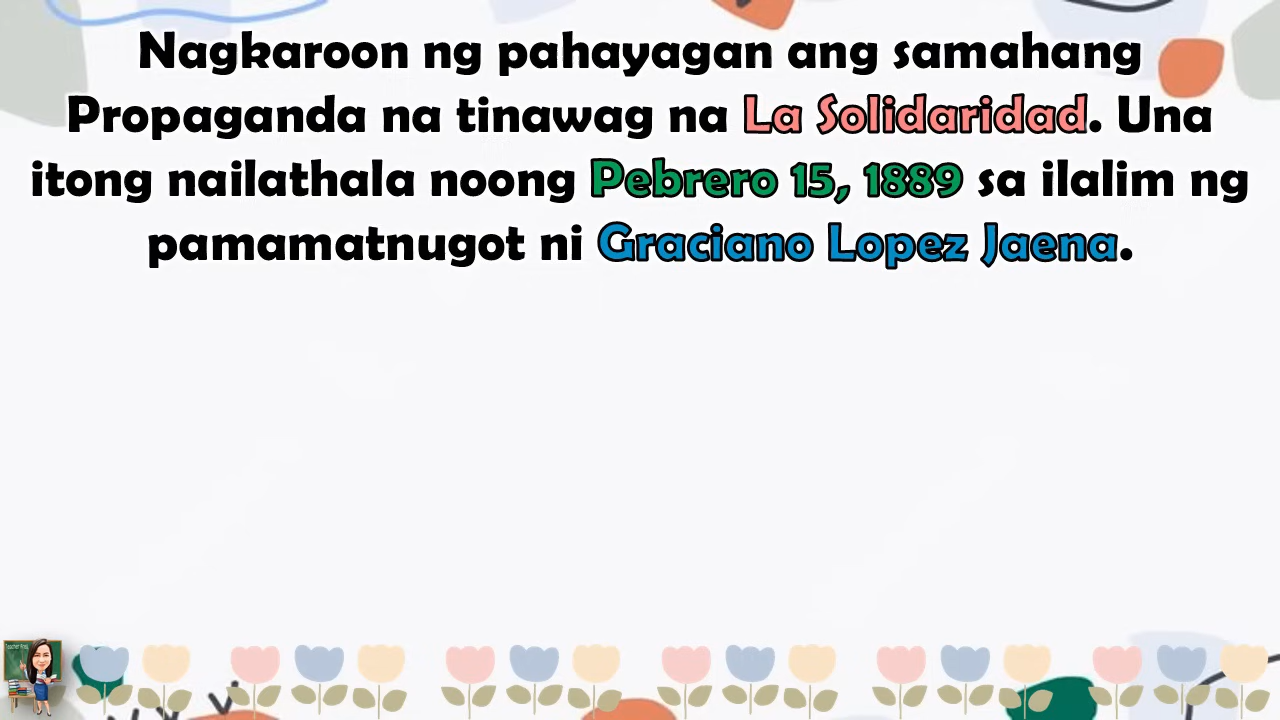 Nagkaroon ng pahayagan ang samahang
Propaganda na tinawag na La Solidaridad. Una
itong nailathala noong Pebrero 15, 1889 sa ilalim ng
pamamatnugot ni Graciano Lopez Jaena.